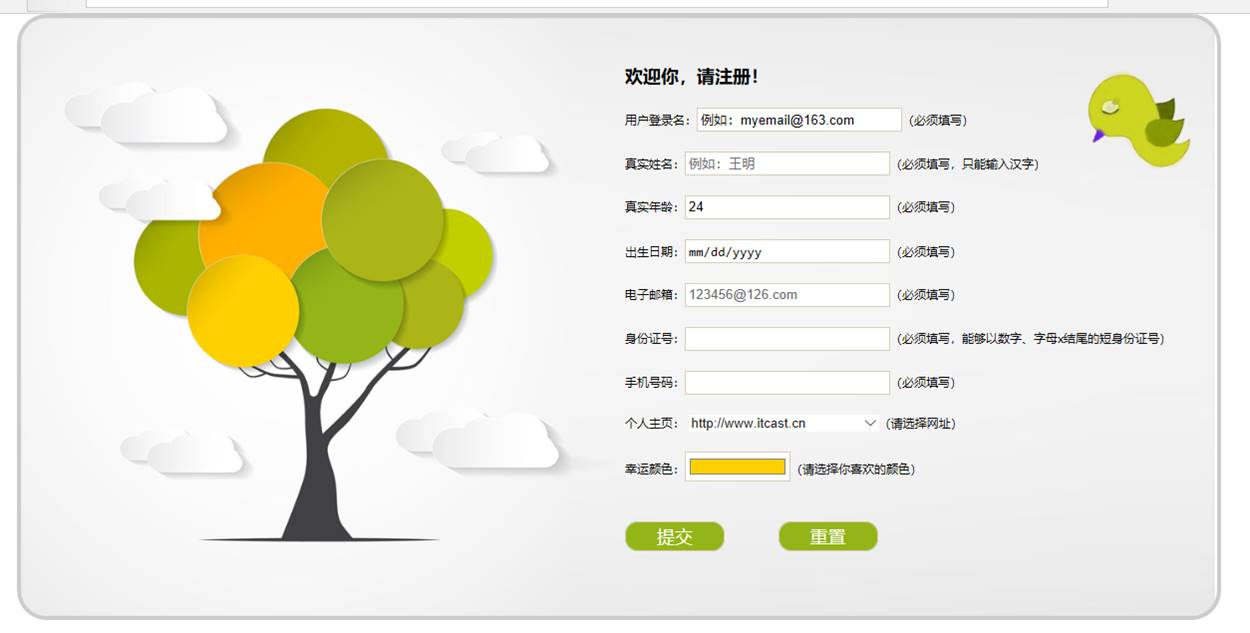 欢迎你，请注册！
用户登录名： 例如：myemail@163.com （必须填写）
真实姓名： 例如：王明 （必须填写，只能输入汉字）
真实年龄： 24 （必须填写）
出生日期： mm/dd/yyyy （必须填写）
电子邮箱： 123456@126.com （必须填写）
身份证号： （必须填写，能够以数字、字母x结尾的短身份证号）
手机号码： （必须填写）
个人主页： http://www.itcast.cn （请选择网址）
幸运颜色： （请选择你喜欢的颜色）
提交 重置